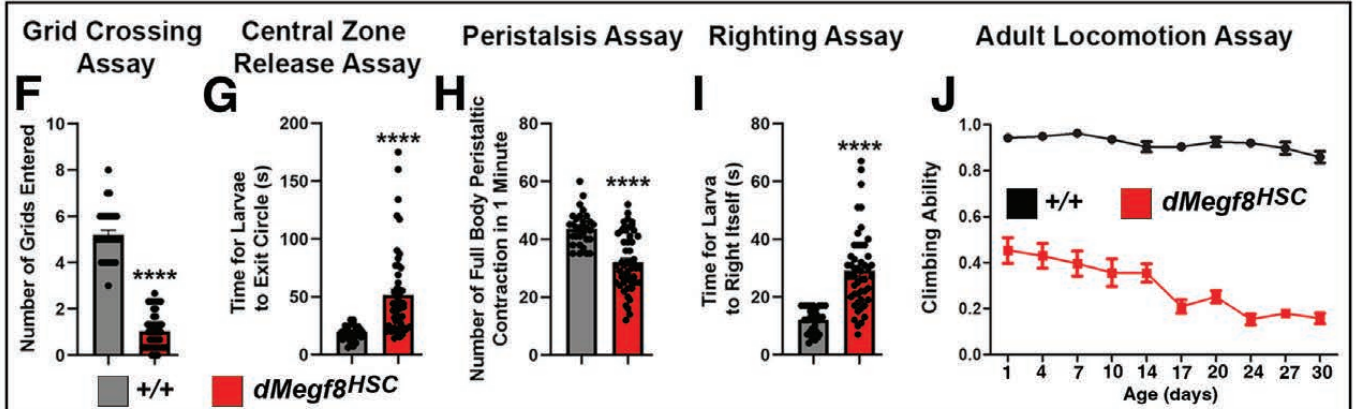 Grid Crossing
Assay
Central Zone
Release Assay
Peristalsis Assay
Righting Assay
Adult Locomotion Assay
F
Number of Grids Entered
8
6
4
2
0
****
G
Time for Larvae
to Exit Circle (s)
200
150
100
50
0
****
H
Number of Full Body Peristaltic
Contraction in 1 Minute
80
60
40
20
0
****
I
Time for Larva
to Right Itself (s)
80
60
40
20
0
****
J
Climbing Ability
1.0
0.8
0.6
0.4
0.2
0.0
+/+ dMegf8HSC
1 4 7 10 14 17 20 24 27 30
Age (days)
+/+ dMegf8HSC